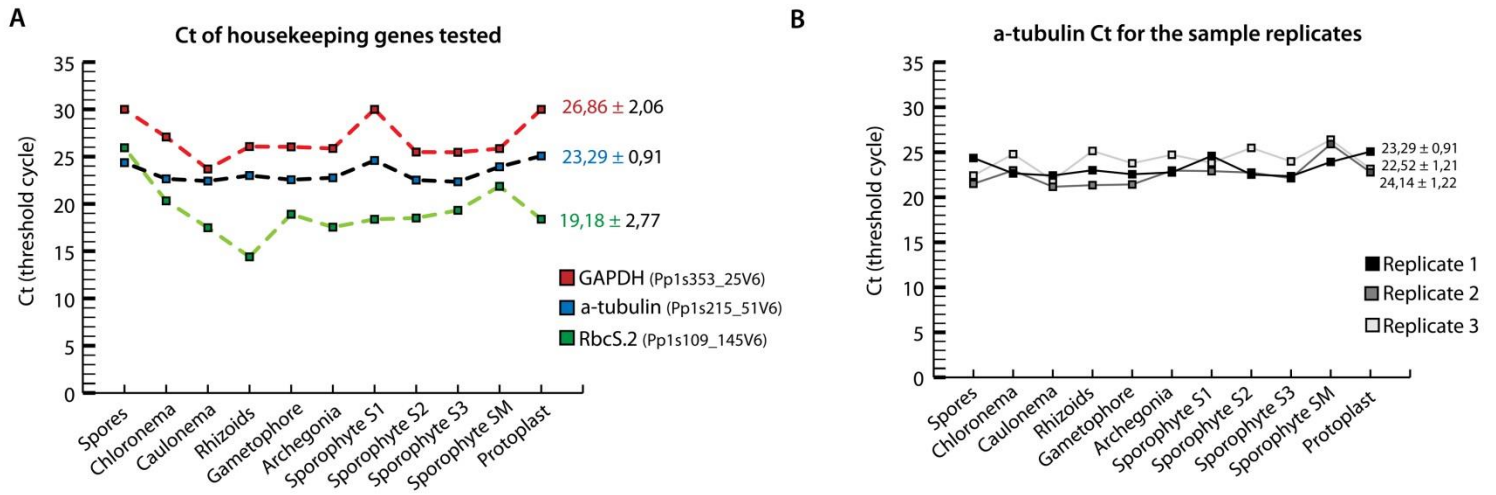 A
Ct of housekeeping genes tested
Ct (threshold cycle)
35
30
25
20
15
10
5
0
26,86 ± 2,06
23,29 ± 0,91
19,18 ± 2,77
GAPDH (Pp1s353_25V6)
a-tubulin (Pp1s215_51V6)
RbcS.2 (Pp1s109_145V6)
Spores
Chloronema
Caulonema
Rhizoids
Gametophore
Archegonia
Sporophyte S1
Sporophyte S2
Sporophyte S3
Sporophyte SM
Protoplast
B
a-tubulin Ct for the sample replicates
Ct (threshold cycle)
35
30
25
20
15
10
5
0
23,29 ± 0,91
22,52 ± 1,21
24,14 ± 1,22
Replicate 1
Replicate 2
Replicate 3
Spores
Chloronema
Caulonema
Rhizoids
Gametophore
Archegonia
Sporophyte S1
Sporophyte S2
Sporophyte S3
Sporophyte SM
Protoplast